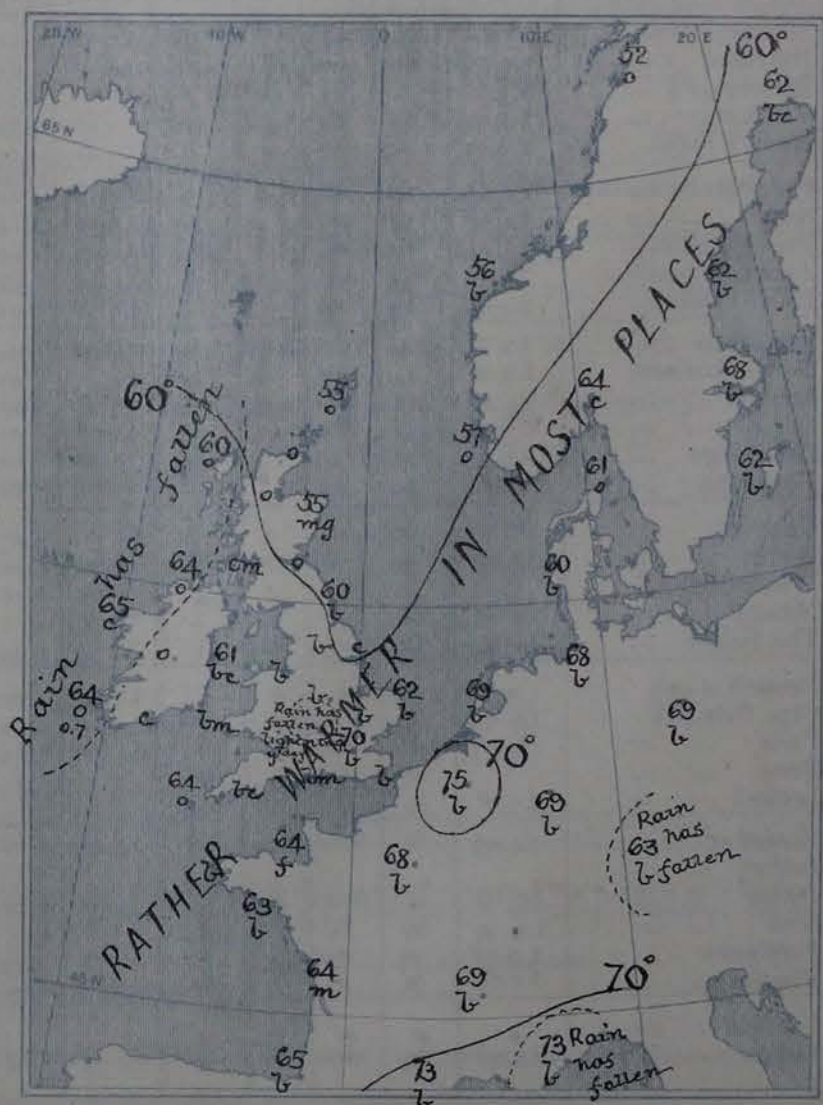 20 W
10 W
0
10 E
20 E
60°
52
62
bc
65 N
56
b
62
b
60°
fallen
60
55
64
c
68
b
57
61
62
b
55
mg
has
64
cm
65
60
b
60
b
IN MOST PLACES
Rain
64
7
61
bc
b
b
c
68
b
c
bm
b
Rain has
fallen
70
b
b
62
b
69
b
69
b
70°
64
bc
m
b
75
b
69
b
Rain
63 has
b fallen
RATHER WARMER
64
f
b
68
b
63
b
64
m
69
b
70°
45 N
65
b
73
b
73 Rain
b has
fallen